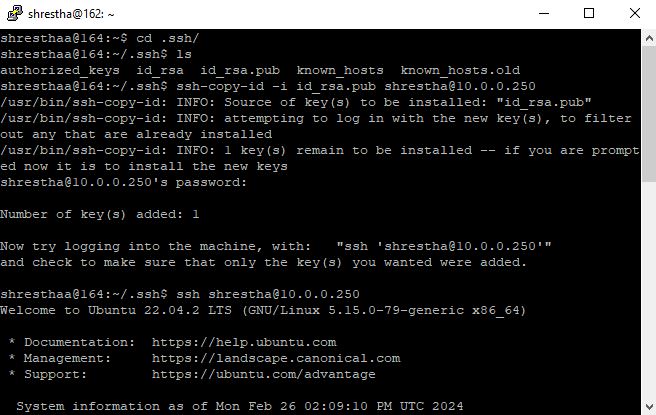 shrestha@162: ~
shresthaa@164:~$ cd .ssh/
shresthaa@164:~/.ssh$ ls
authorized_keys  id_rsa  id_rsa.pub  known_hosts  known_hosts.old
shresthaa@164:~/.ssh$ ssh-copy-id -i id_rsa.pub shrestha@10.0.0.250
/usr/bin/ssh-copy-id: INFO: Source of key(s) to be installed: "id_rsa.pub"
/usr/bin/ssh-copy-id: INFO: attempting to log in with the new key(s), to filter
out any that are already installed
/usr/bin/ssh-copy-id: INFO: 1 key(s) remain to be installed -- if you are prompt
ed now it is to install the new keys
shrestha@10.0.0.250's password:
Number of key(s) added: 1
Now try logging into the machine, with:   "ssh 'shrestha@10.0.0.250'"
and check to make sure that only the key(s) you wanted were added.
shresthaa@164:~/.ssh$ ssh shrestha@10.0.0.250
Welcome to Ubuntu 22.04.2 LTS (GNU/Linux 5.15.0-79-generic x86_64)
* Documentation:  https://help.ubuntu.com
* Management:     https://landscape.canonical.com
* Support:        https://ubuntu.com/advantage
System information as of Mon Feb 26 02:09:10 PM UTC 2024